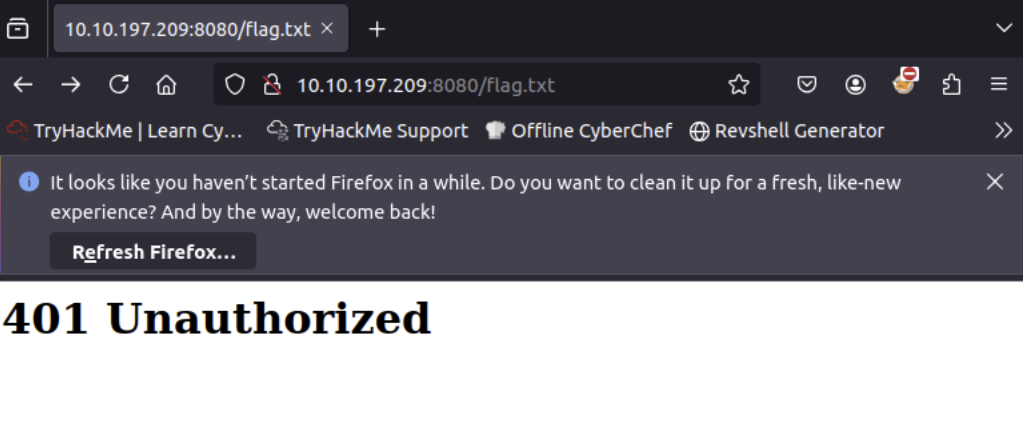 10.10.197.209:8080/flag.txt
10.10.197.209:8080/flag.txt
TryHackMe | Learn Cy... TryHackMe Support Offline CyberChef Revshell Generator
It looks like you haven’t started Firefox in a while. Do you want to clean it up for a fresh, like-new
experience? And by the way, welcome back!
Refresh Firefox...
401 Unauthorized